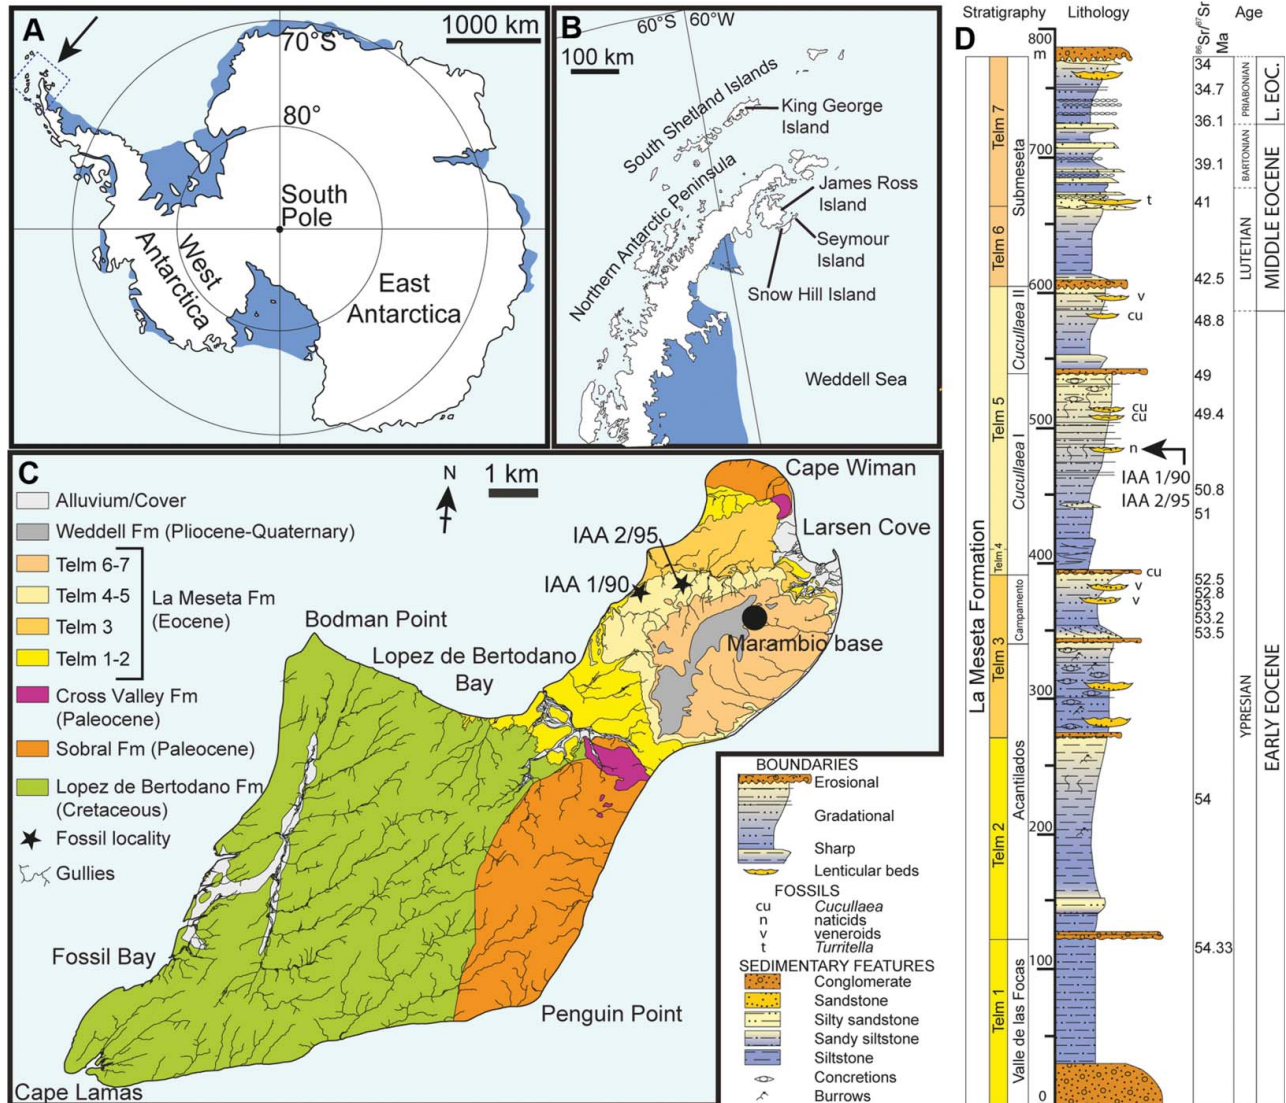 A
1000 km
70°S
80°
South
Pole
West
Antarctica
East
Antarctica
B
60°S
60°W
100 km
South Shetland Islands
King George
Island
Northern Antarctic Peninsula
James Ross
Island
Seymour
Island
Snow Hill Island
Weddell Sea
C
N
1 km
Alluvium/Cover
Weddell Fm (Pliocene-Quaternary)
Telm 6-7
Telm 4-5
Telm 3
Telm 1-2
La Meseta Fm
(Eocene)
Cross Valley Fm
(Paleocene)
Sobral Fm (Paleocene)
Lopez de Bertodano Fm
(Cretaceous)
Fossil locality
Gullies
Cape Wiman
Larsen Cove
IAA 2/95
IAA 1/90
Marambio base
Bodman Point
Lopez de Bertodano
Bay
Fossil Bay
Penguin Point
Cape Lamas
BOUNDARIES
Erosional
Gradational
Sharp
Lenticular beds
FOSSILS
cu Cucullaea
n naticids
v veneroids
t Turritella
SEDIMENTARY FEATURES
Conglomerate
Sandstone
Silty sandstone
Sandy siltstone
Siltstone
Concretions
Burrows
Stratigraphy
Lithology
86Sr/87Sr
Ma
Age
D
800
m
700
600
500
400
300
200
100
0
La Meseta Formation
Telm 7
Telm 6
Telm 5
Telm 4
Telm 3
Telm 2
Telm 1
Submeseta
Cucullaea II
Cucullaea I
Campamento
Acantilados
Valle de las Focas
t
v
cu
cu
cu
n
IAA 1/90
IAA 2/95
cu
v
v
34
34.7
36.1
39.1
41
42.5
48.8
49
49.4
50.8
51
52.5
52.8
53
53.2
53.5
54
54.33
PRIABONIAN
BARTONIAN
LUTETIAN
YPRESIAN
L. EOC.
MIDDLE EOCENE
EARLY EOCENE